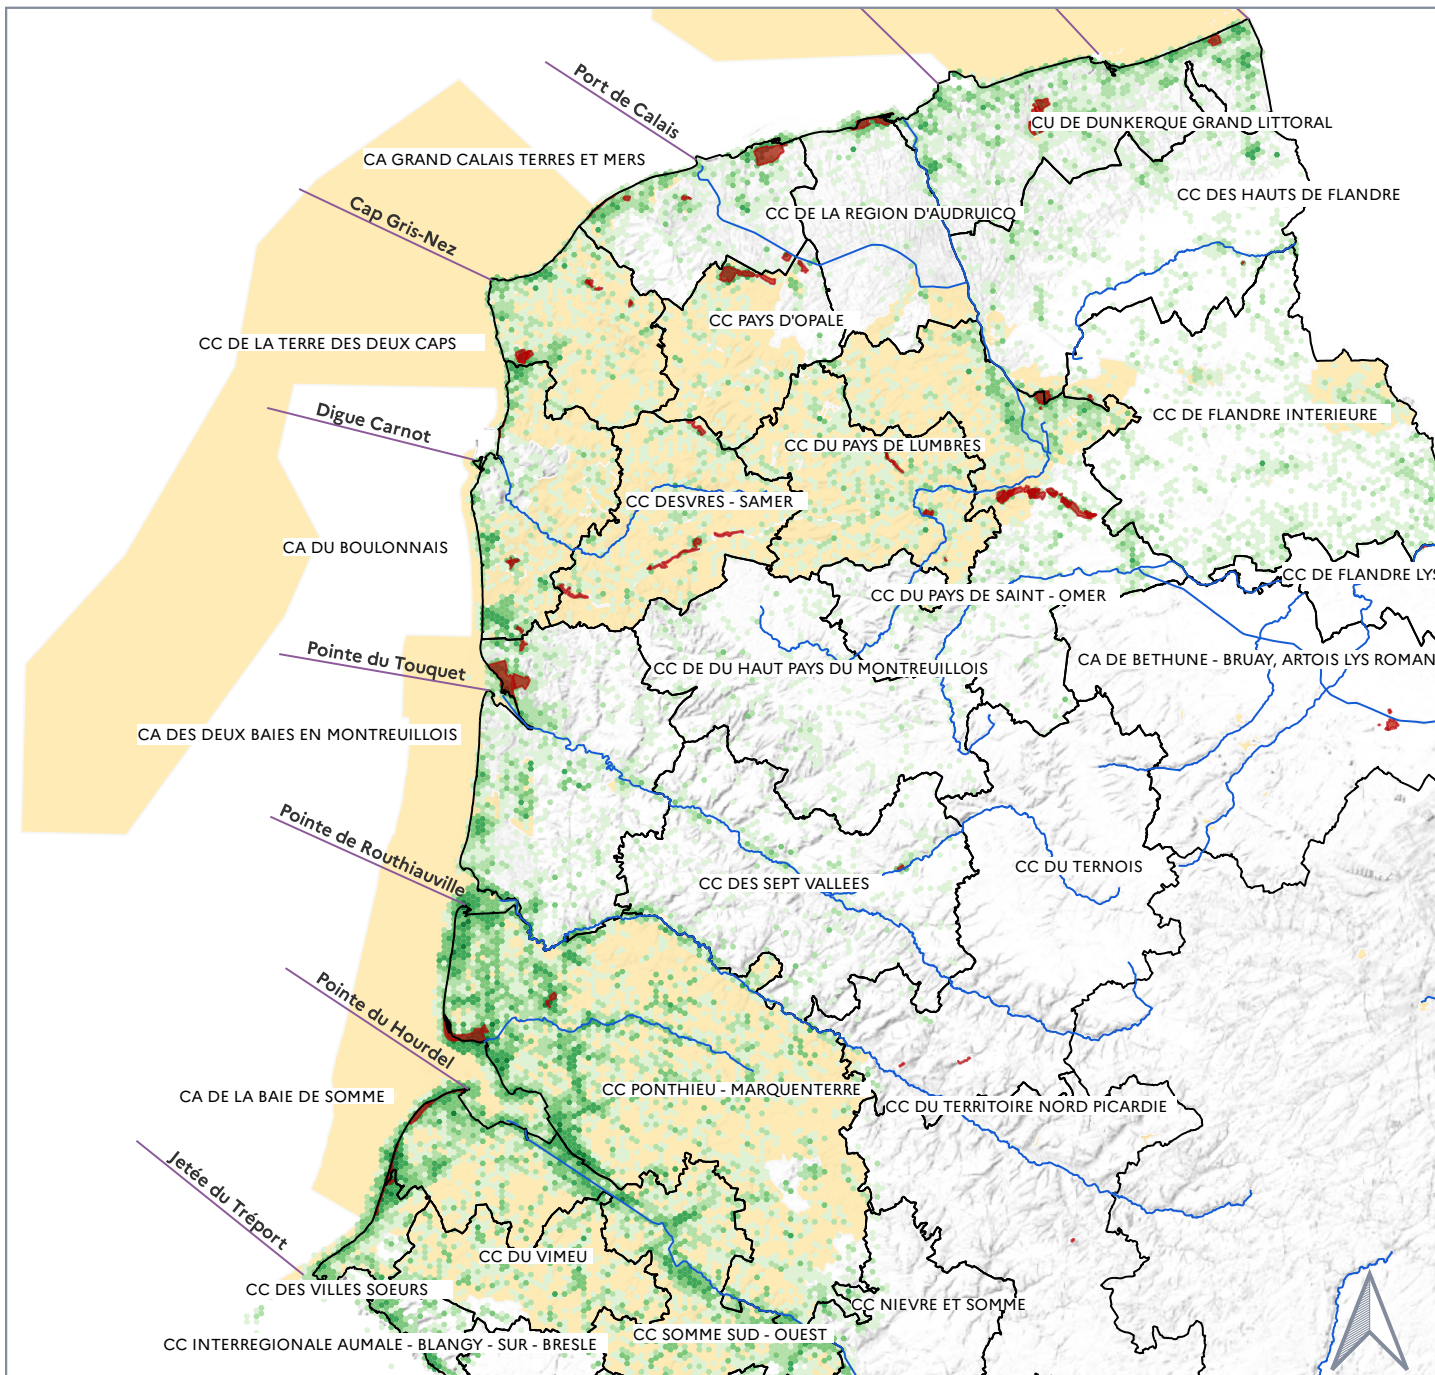 Port de Calais
CU DE DUNKERQUE GRAND LITTORAL
CA GRAND CALAIS TERRES ET MERS
CC DES HAUTS DE FLANDRE
Cap Gris-Nez
CC DE LA REGION D'AUDRUICQ
CC PAYS D'OPALE
CC DE LA TERRE DES DEUX CAPS
Digue Carnot
CC DE FLANDRE INTERIEURE
CC DU PAYS DE LUMBRES
CC DESVRES - SAMER
CA DU BOULONNAIS
CC DE FLANDRE LYS
CC DU PAYS DE SAINT - OMER
Pointe du Touquet
CC DE DU HAUT PAYS DU MONTREUILLOIS
CA DE BETHUNE - BRUAY, ARTOIS LYS ROMAN
CA DES DEUX BAIES EN MONTREUILLOIS
Pointe de Routhiauville
CC DU TERNOIS
CC DES SEPT VALLEES
Pointe du Hourdel
CC PONTHIEU - MARQUENTERRE
CA DE LA BAIE DE SOMME
CC DU TERRITOIRE NORD PICARDIE
Jetée du Tréport
CC DU VIMEU
CC DES VILLES SOEURS
CC NIEVRE ET SOMME
CC SOMME SUD - OUEST
CC INTERREGIONALE AUMALE - BLANGY - SUR - BRESLE